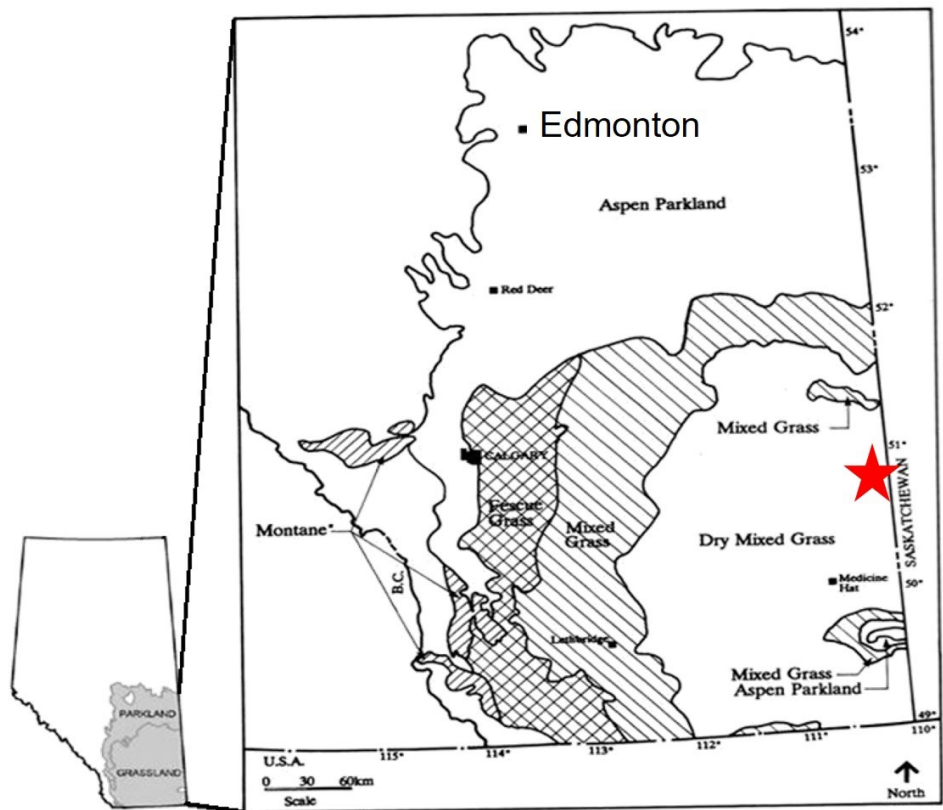 54°
Edmonton
53°
Aspen Parkland
Red Deer
52°
Mixed Grass
51°
CALGARY
SASKATCHEWAN
Fescue
Grass
Mixed
Grass
Montane*
Dry Mixed Grass
B.C.
Medicine
Hat
50°
Lethbridge
Mixed Grass
Aspen Parkland
PARKLAND
GRASSLAND
49°
115°
114°
113°
112°
111°
110°
U.S.A.
0 30 60km
Scale
North